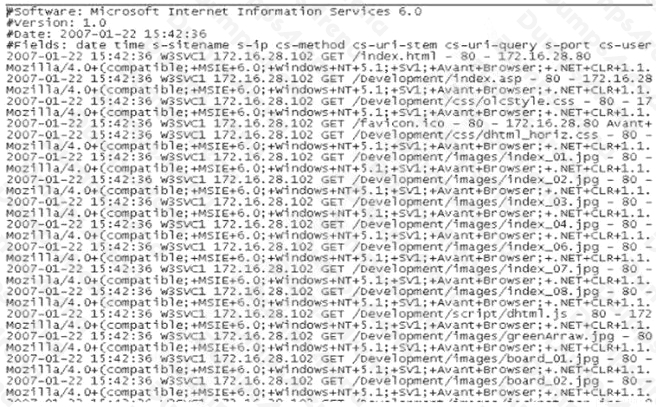 #Software: Microsoft Internet Information Services 6.0
#Version: 1.0
#Date: 2007-01-22 15:42:36
#Fields: date time s-sitename s-ip cs-method cs-uri-stem cs-uri-query s-port cs-user
2007-01-22 15:42:36 W3SVC1 172.16.28.102 GET /index.html - 80 - 172.16.28.80
Mozilla/4.0+(compatible;+MSIE+6.0;+Windows+NT+5.1;+SV1;+Avant+Browser;+.NET+CLR+1.1.
2007-01-22 15:42:36 W3SVC1 172.16.28.102 GET /Development/index.asp - 80 - 172.16.28
Mozilla/4.0+(compatible;+MSIE+6.0;+Windows+NT+5.1;+SV1;+Avant+Browser;+.NET+CLR+1.1.
2007-01-22 15:42:36 W3SVC1 172.16.28.102 GET /Development/css/olcStyle.css - 80 - 17
2007-01-22 15:42:36 W3SVC1 172.16.28.102 GET /favicon.ico - 80 - 172.16.28.80 Avant+
2007-01-22 15:42:36 W3SVC1 172.16.28.102 GET /Development/css/dhtml_horiz.css - 80 -
Mozilla/4.0+(compatible;+MSIE+6.0;+Windows+NT+5.1;+SV1;+Avant+Browser;+.NET+CLR+1.1.
2007-01-22 15:42:36 W3SVC1 172.16.28.102 GET /Development/images/index_01.jpg - 80 -
Mozilla/4.0+(compatible;+MSIE+6.0;+Windows+NT+5.1;+SV1;+Avant+Browser;+.NET+CLR+1.1.
2007-01-22 15:42:36 W3SVC1 172.16.28.102 GET /Development/images/index_02.jpg - 80 -
Mozilla/4.0+(compatible;+MSIE+6.0;+Windows+NT+5.1;+SV1;+Avant+Browser;+.NET+CLR+1.1.
2007-01-22 15:42:36 W3SVC1 172.16.28.102 GET /Development/images/index_03.jpg - 80 -
Mozilla/4.0+(compatible;+MSIE+6.0;+Windows+NT+5.1;+SV1;+Avant+Browser;+.NET+CLR+1.1.
2007-01-22 15:42:36 W3SVC1 172.16.28.102 GET /Development/images/index_04.jpg - 80 -
Mozilla/4.0+(compatible;+MSIE+6.0;+Windows+NT+5.1;+SV1;+Avant+Browser;+.NET+CLR+1.1.
2007-01-22 15:42:36 W3SVC1 172.16.28.102 GET /Development/images/index_06.jpg - 80 -
Mozilla/4.0+(compatible;+MSIE+6.0;+Windows+NT+5.1;+SV1;+Avant+Browser;+.NET+CLR+1.1.
2007-01-22 15:42:36 W3SVC1 172.16.28.102 GET /Development/images/index_07.jpg - 80 -
Mozilla/4.0+(compatible;+MSIE+6.0;+Windows+NT+5.1;+SV1;+Avant+Browser;+.NET+CLR+1.1.
2007-01-22 15:42:36 W3SVC1 172.16.28.102 GET /Development/images/index_08.jpg - 80 -
Mozilla/4.0+(compatible;+MSIE+6.0;+Windows+NT+5.1;+SV1;+Avant+Browser;+.NET+CLR+1.1.
2007-01-22 15:42:36 W3SVC1 172.16.28.102 GET /Development/script/dhtml.js - 80 - 172
Mozilla/4.0+(compatible;+MSIE+6.0;+Windows+NT+5.1;+SV1;+Avant+Browser;+.NET+CLR+1.1.
2007-01-22 15:42:36 W3SVC1 172.16.28.102 GET /Development/images/greenArraw.jpg - 80
Mozilla/4.0+(compatible;+MSIE+6.0;+Windows+NT+5.1;+SV1;+Avant+Browser;+.NET+CLR+1.1.
2007-01-22 15:42:36 W3SVC1 172.16.28.102 GET /Development/images/board_01.jpg - 80 -
Mozilla/4.0+(compatible;+MSIE+6.0;+Windows+NT+5.1;+SV1;+Avant+Browser;+.NET+CLR+1.1.
2007-01-22 15:42:36 W3SVC1 172.16.28.102 GET /Development/images/board_02.jpg - 80 -
Mozilla/4.0+(compatible;+MSIE+6.0;+Windows+NT+5.1;+SV1;+Avant+Browser;+.NET+CLR+1.1.